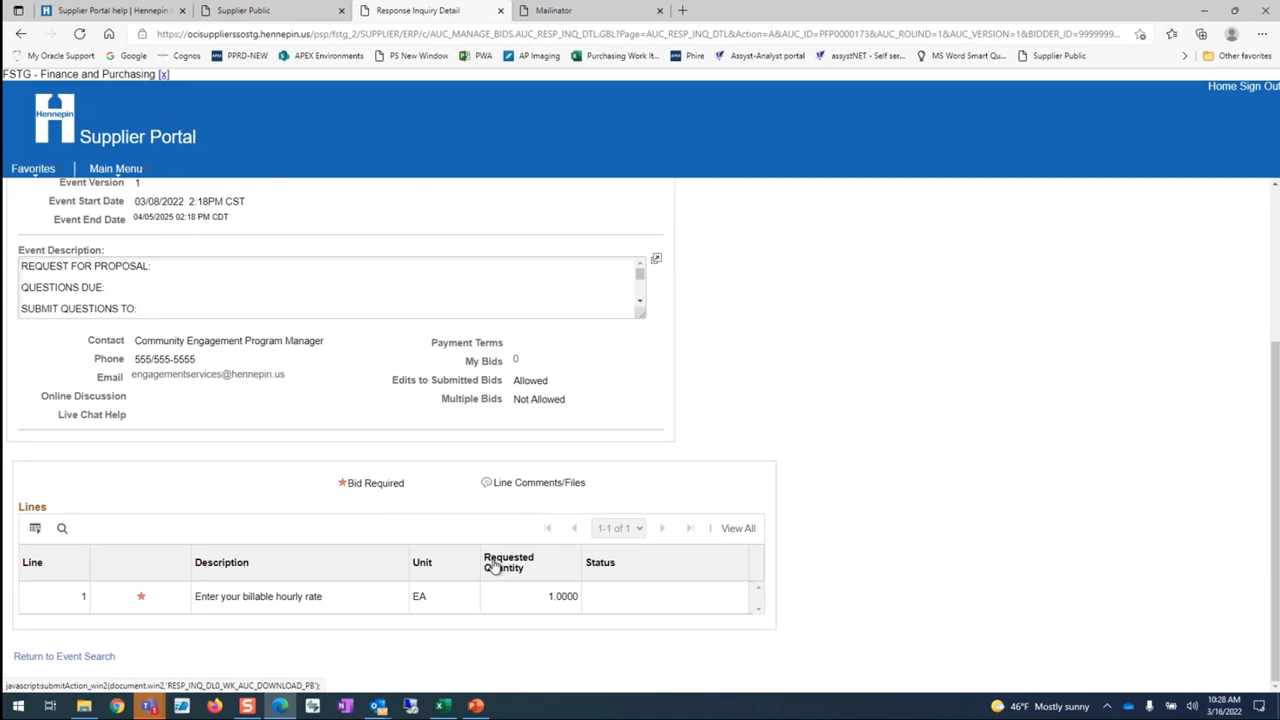 Supplier Portal help | Hennepin
Supplier Public
Response Inquiry Detail
Mailinator
https://ocisupplierssostg.hennepin.us/psp/fstg_2/SUPPLIER/ERP/c/AUC_MANAGE_BIDS.AUC_RESP_INQ_DTL.GBL?Page=AUC_RESP_INQ_DTL&Action=A&AUC_ID=PFP0000173&AUC_ROUND=1&AUC_VERSION=1&BIDDER_ID=9999999...
My Oracle Support
Google
Cognos
PPRD-NEW
APEX Environments
PS New Window
PWA
AP Imaging
Purchasing Work It...
Phire
Assyst-Analyst portal
assystNET - Self ser...
MS Word Smart Qu...
Supplier Public
Other favorites
FSTG - Finance and Purchasing [x]
Home Sign Out
Hennepin
Supplier Portal
Favorites
Main Menu
Event Version 1
Event Start Date 03/08/2022 2:18PM CST
Event End Date 04/05/2025 02:18 PM CDT
Event Description:
REQUEST FOR PROPOSAL:
QUESTIONS DUE:
SUBMIT QUESTIONS TO:
Contact Community Engagement Program Manager
Phone 555/555-5555
Email engagementservices@hennepin.us
Online Discussion
Live Chat Help
Payment Terms
My Bids 0
Edits to Submitted Bids Allowed
Multiple Bids Not Allowed
Bid Required
Line Comments/Files
Lines
1-1 of 1
View All
Line Description Unit Requested Quantity Status
1 Enter your billable hourly rate EA 1.0000
Return to Event Search
javascript:submitAction_win2(document.win2,'RESP_INQ_DL0_WK_AUC_DOWNLOAD_PB');
46°F Mostly sunny
10:28 AM
3/16/2022